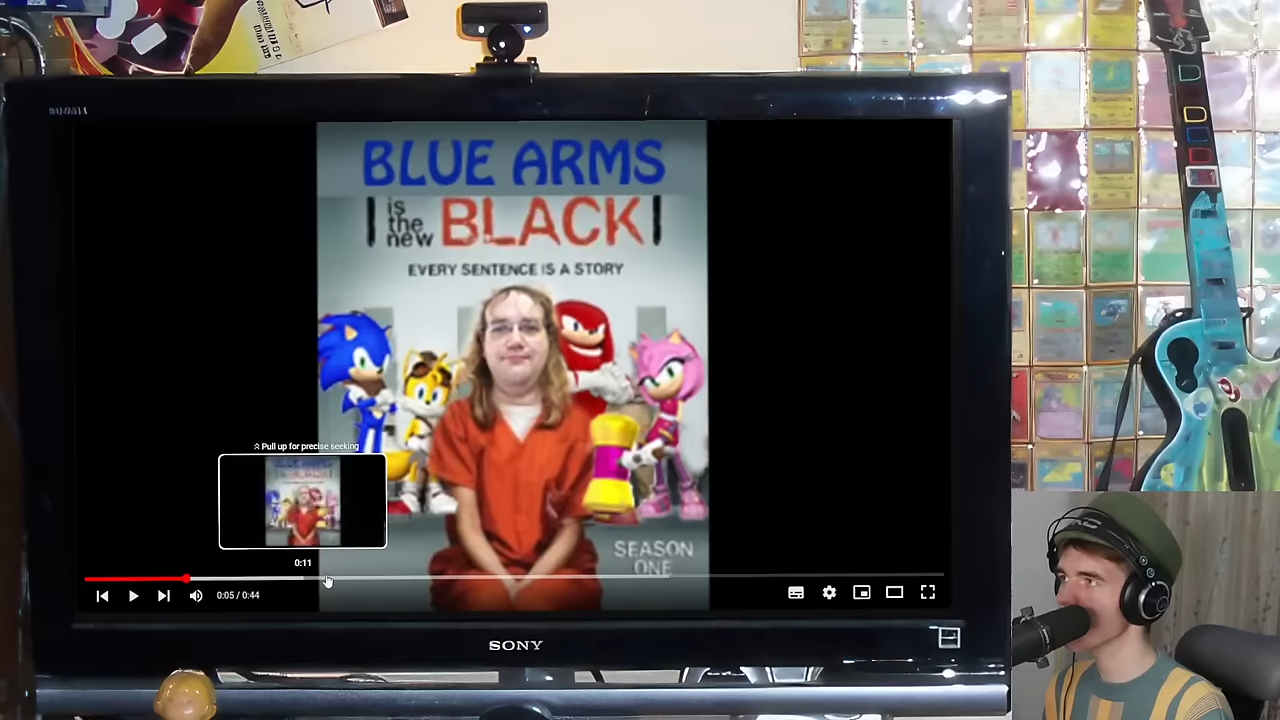 BLUE ARMS
is
the
new
BLACK
EVERY SENTENCE IS A STORY
Pull up for precise seeking
SEASON
ONE
0:11
0:05 / 0:44
SONY